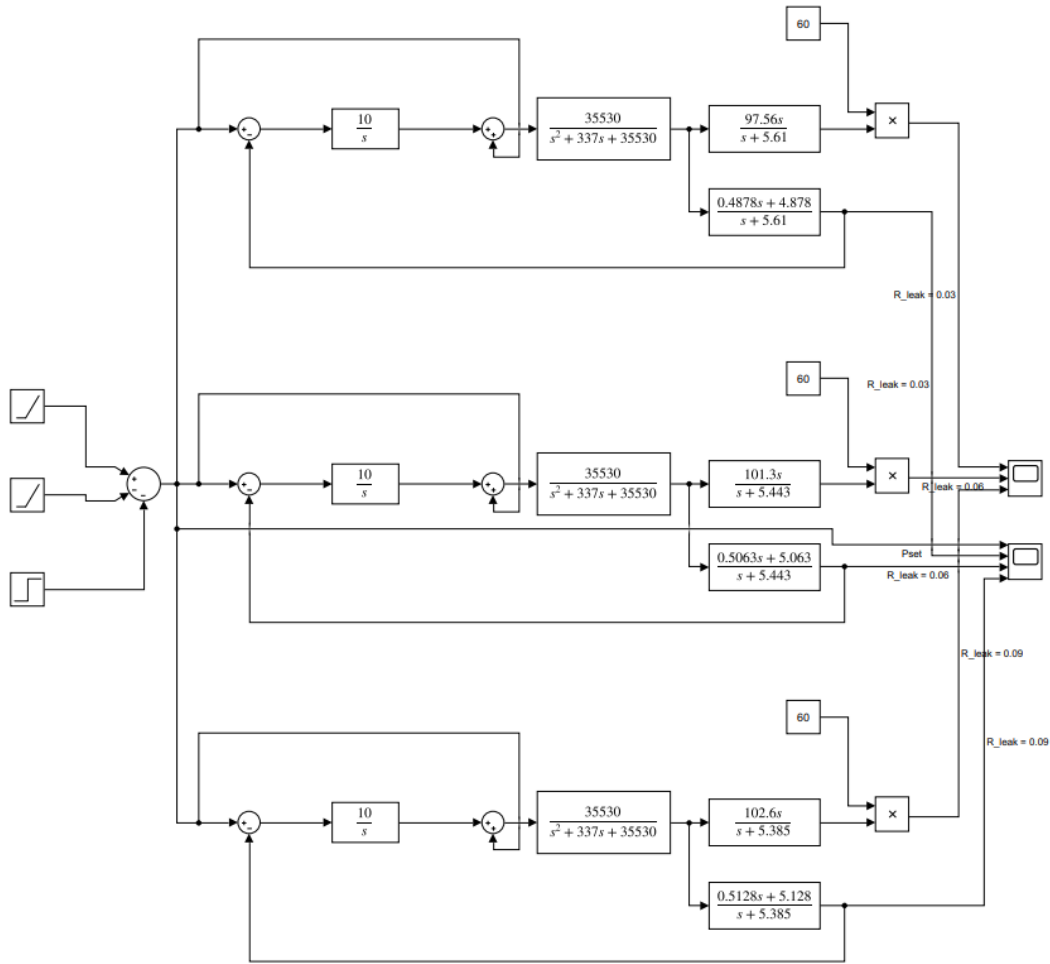 60
10
s
35530
s² + 337s + 35530
97.56s
s + 5.61
×
0.4878s + 4.878
s + 5.61
R_leak = 0.03
60
R_leak = 0.03
10
s
35530
s² + 337s + 35530
101.3s
s + 5.443
×
R_leak = 0.06
Pset
0.5063s + 5.063
s + 5.443
R_leak = 0.06
R_leak = 0.09
60
R_leak = 0.09
10
s
35530
s² + 337s + 35530
102.6s
s + 5.385
×
0.5128s + 5.128
s + 5.385